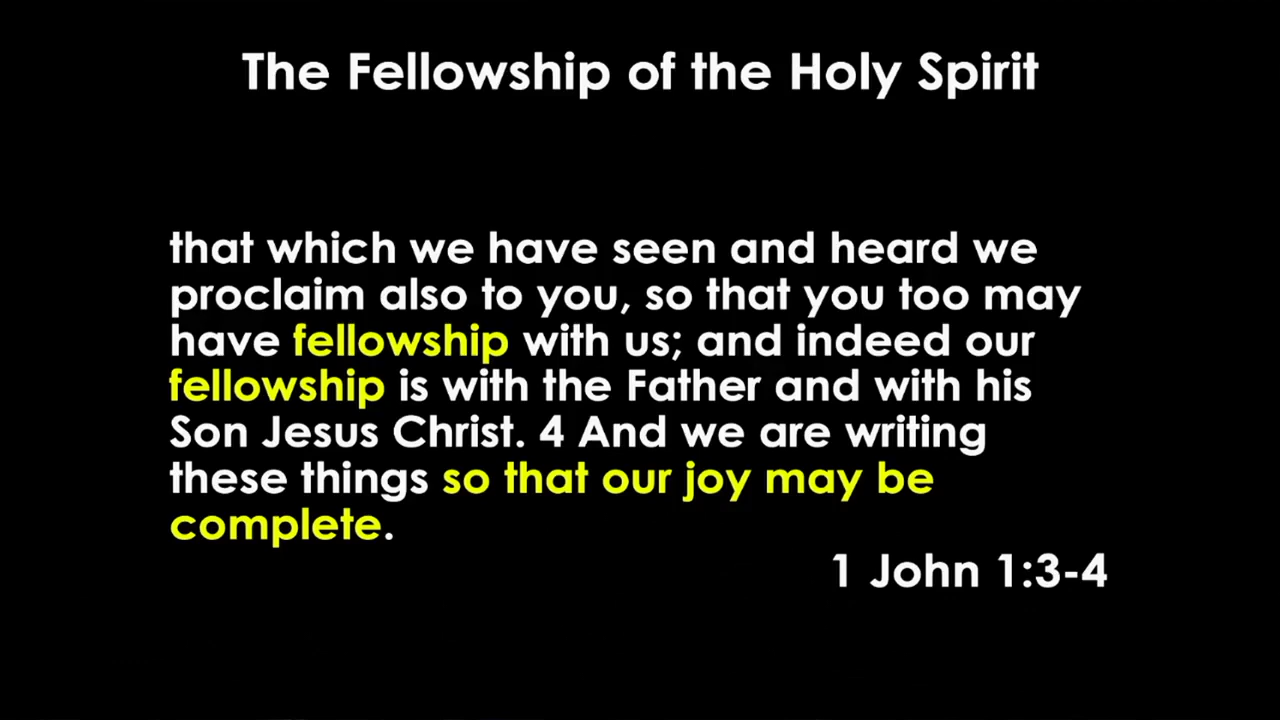 The Fellowship of the Holy Spirit
that which we have seen and heard we
proclaim also to you, so that you too may
have fellowship with us; and indeed our
fellowship is with the Father and with his
Son Jesus Christ. 4 And we are writing
these things so that our joy may be
complete.
1 John 1:3-4